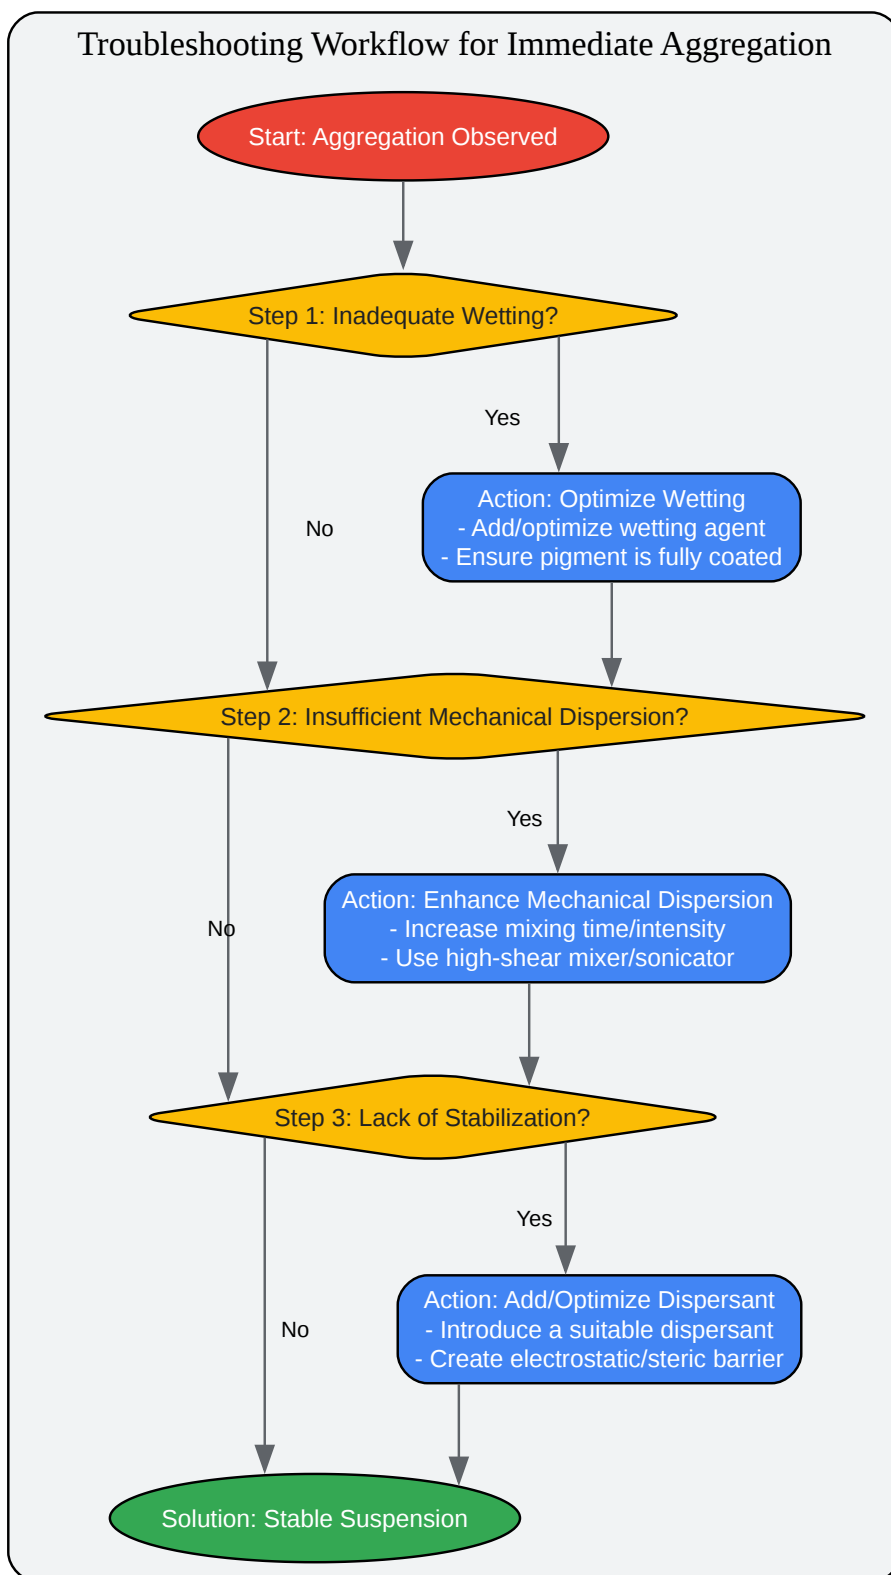 Troubleshooting Workflow for Immediate Aggregation
Start: Aggregation Observed
Step 1: Inadequate Wetting?
Yes
Action: Optimize Wetting
- Add/optimize wetting agent
- Ensure pigment is fully coated
No
Step 2: Insufficient Mechanical Dispersion?
Yes
Action: Enhance Mechanical Dispersion
- Increase mixing time/intensity
- Use high-shear mixer/sonicator
No
Step 3: Lack of Stabilization?
Yes
Action: Add/Optimize Dispersant
- Introduce a suitable dispersant
- Create electrostatic/steric barrier
No
Solution: Stable Suspension